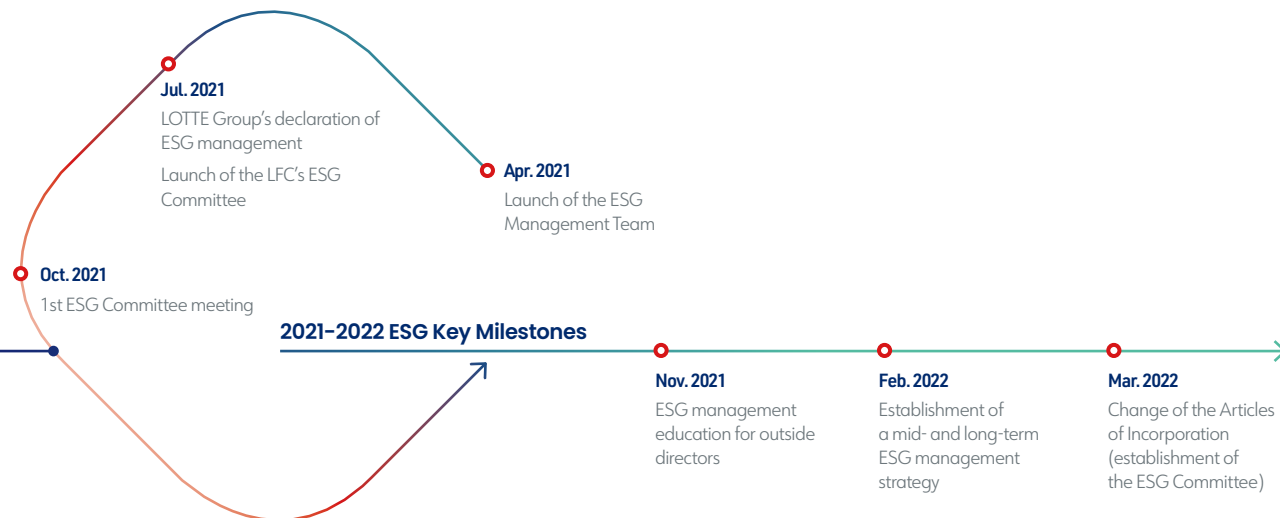 Jul. 2021
LOTTE Group's declaration of
ESG management
Launch of the LFC's ESG
Committee
Apr. 2021
Launch of the ESG
Management Team
Oct. 2021
1st ESG Committee meeting
2021-2022 ESG Key Milestones
Nov. 2021
ESG management
education for outside
directors
Feb. 2022
Establishment of
a mid- and long-term
ESG management
strategy
Mar. 2022
Change of the Articles
of Incorporation
(establishment of
the ESG Committee)